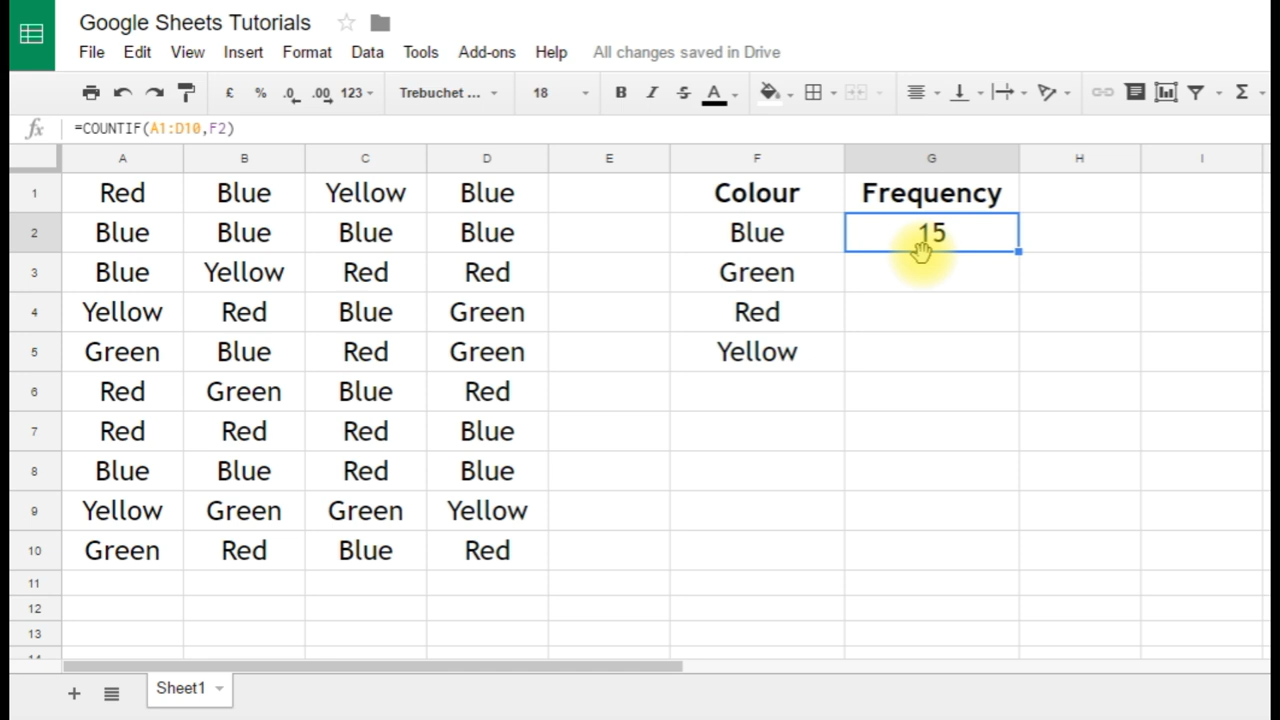 Google Sheets Tutorials
File Edit View Insert Format Data Tools Add-ons Help All changes saved in Drive
£ % .0 .00 123 Trebuchet ... 18 B I S A Σ
fx =COUNTIF(A1:D10,F2)
A B C D E F G H I
1 Red Blue Yellow Blue Colour Frequency
2 Blue Blue Blue Blue Blue 15
3 Blue Yellow Red Red Green
4 Yellow Red Blue Green Red
5 Green Blue Red Green Yellow
6 Red Green Blue Red
7 Red Red Red Blue
8 Blue Blue Red Blue
9 Yellow Green Green Yellow
10 Green Red Blue Red
11
12
13
14
+ Sheet1